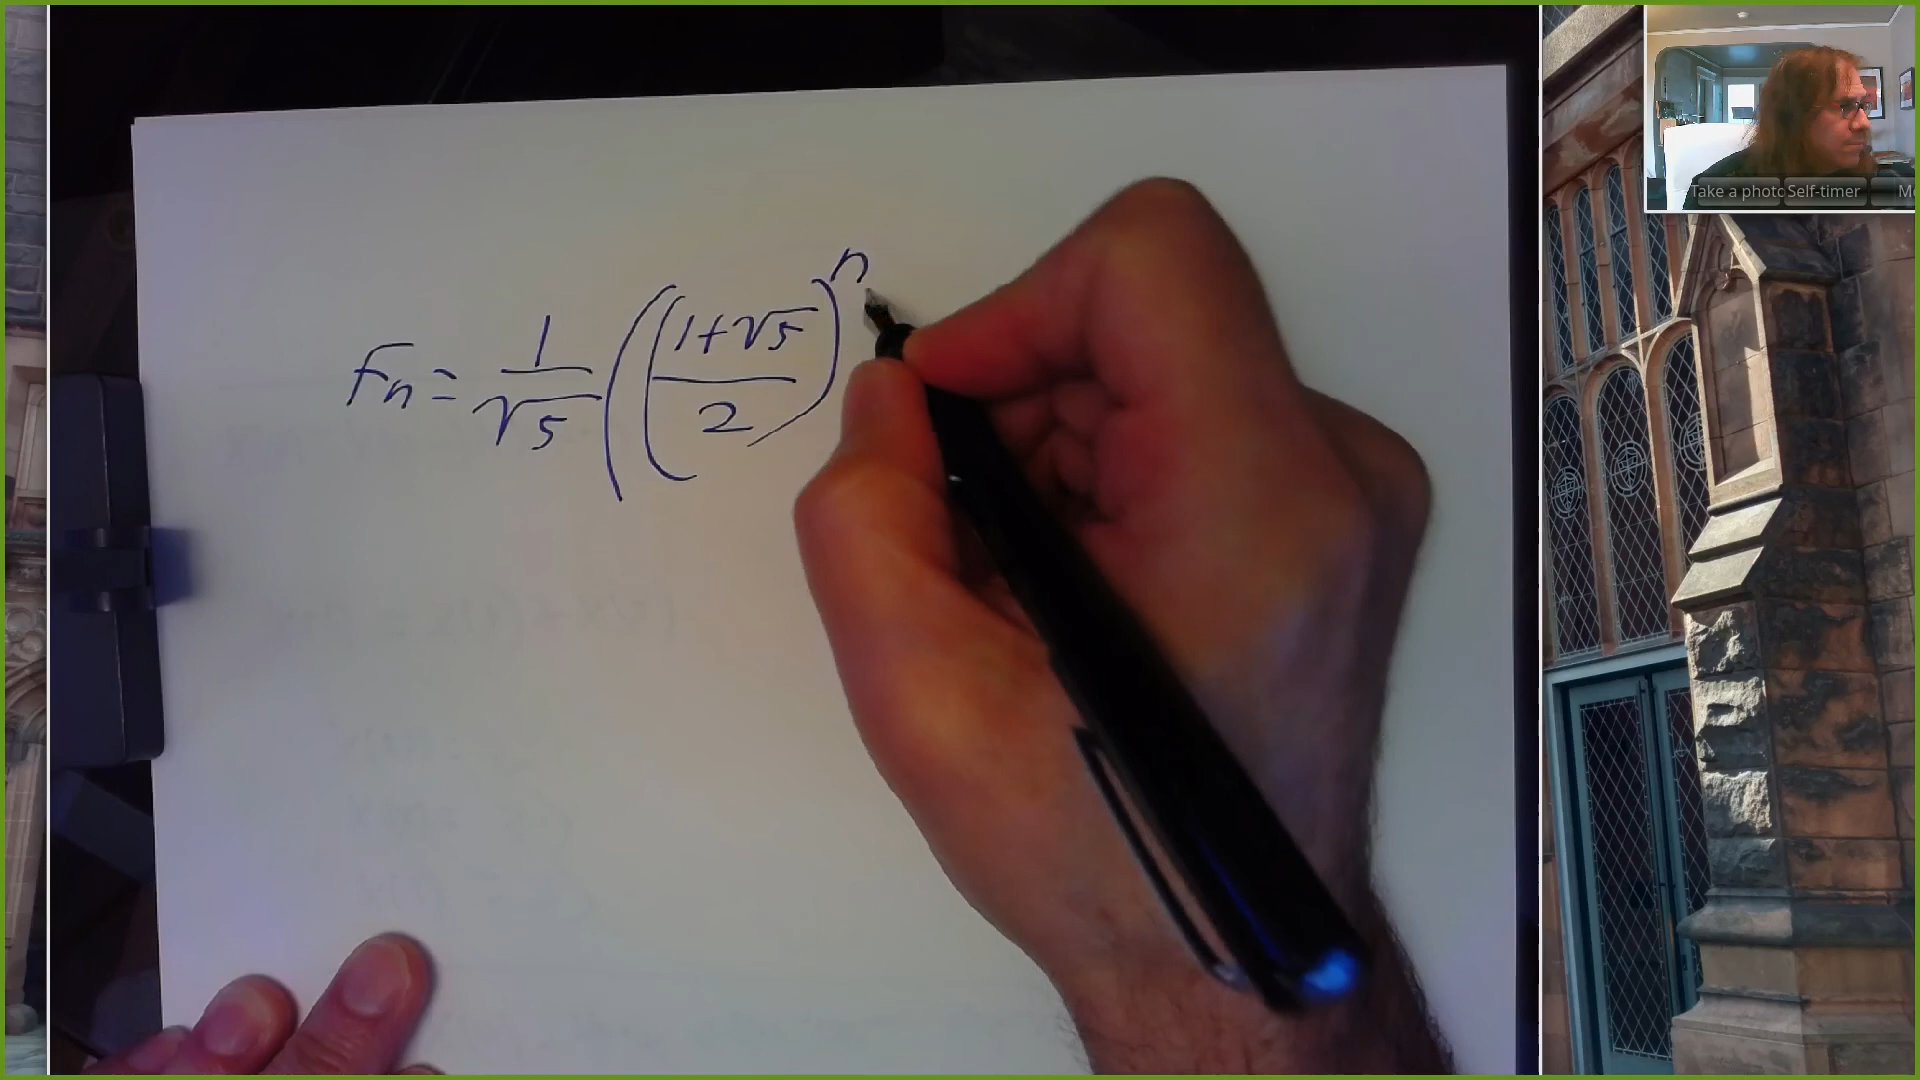 Take a photo Self-timer
Fn = 1/√5 ((1+√5)/2)^n